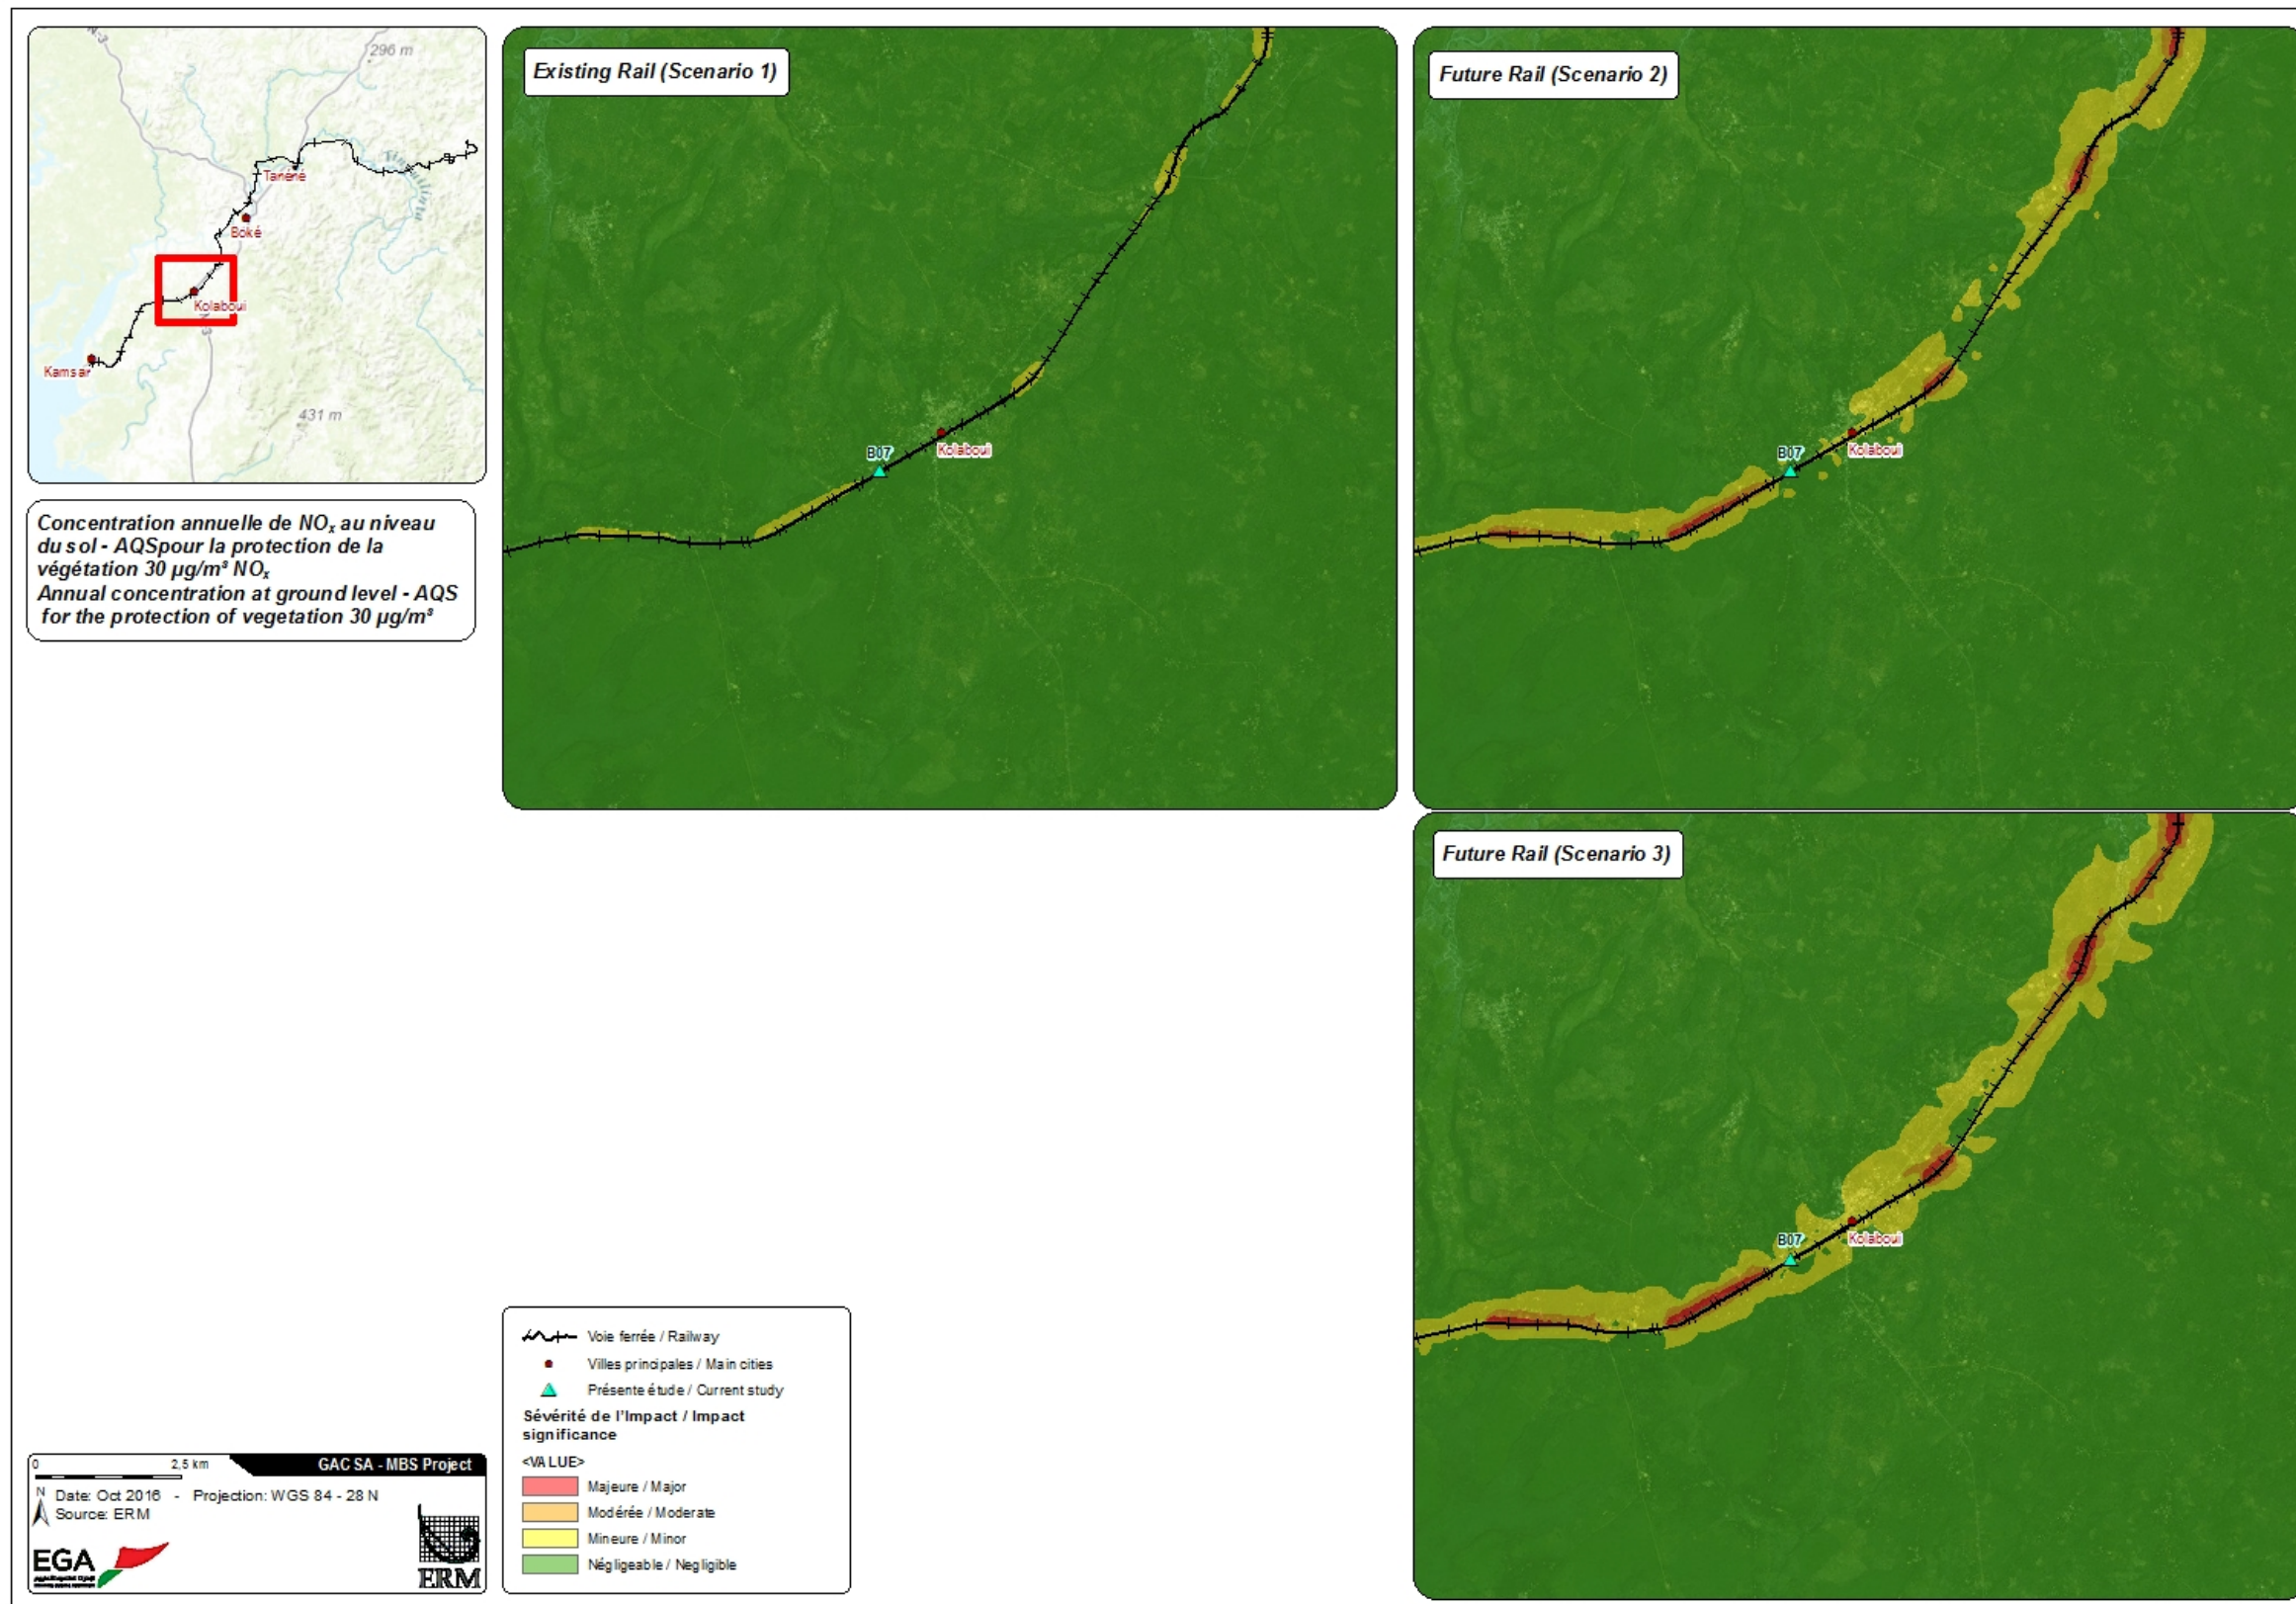 N-3
296 m
Tanéné
Boké
Kolaboui
N-3
Kamsar
431 m
Concentration annuelle de NOₓ au niveau
du sol - AQSpour la protection de la
végétation 30 µg/m³ NOₓ
Annual concentration at ground level - AQS
for the protection of vegetation 30 µg/m³
Existing Rail (Scenario 1)
B07
Kolaboui
Future Rail (Scenario 2)
B07
Kolaboui
Future Rail (Scenario 3)
B07
Kolaboui
Voie ferrée / Railway
Villes principales / Main cities
Présente étude / Current study
Sévérité de l'Impact / Impact
significance
<VALUE>
Majeure / Major
Modérée / Moderate
Mineure / Minor
Négligeable / Negligible
0 2,5 km
GAC SA - MBS Project
N
Date: Oct 2016 - Projection: WGS 84 - 28 N
Source: ERM
EGA
ERM